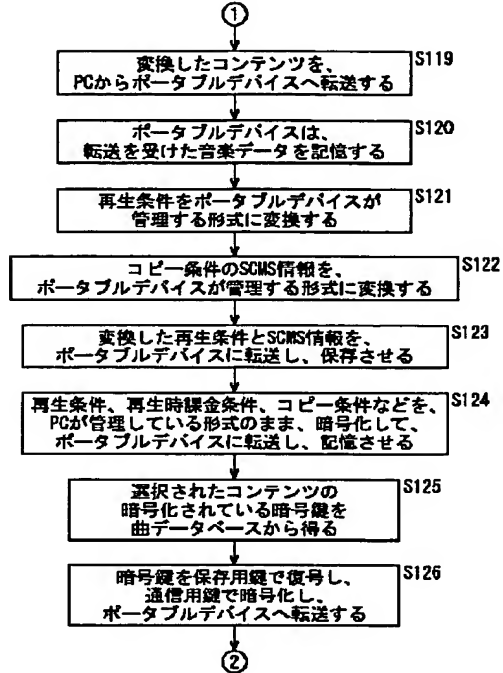 ①
変換したコンテンツを、
PCからポータブルデバイスへ転送する
S119
ポータブルデバイスは、
転送を受けた音楽データを記憶する
S120
再生条件をポータブルデバイスが
管理する形式に変換する
S121
コピー条件のSCMS情報を、
ポータブルデバイスが管理する形式に変換する
S122
変換した再生条件とSCMS情報を、
ポータブルデバイスに転送し、保存させる
S123
再生条件、再生時課金条件、コピー条件などを、
PCが管理している形式のまま、暗号化して、
ポータブルデバイスに転送し、記憶させる
S124
選択されたコンテンツの
暗号化されている暗号鍵を
曲データベースから得る
S125
暗号鍵を保存用鍵で復号し、
通信用鍵で暗号化し、
ポータブルデバイスへ転送する
S126
②